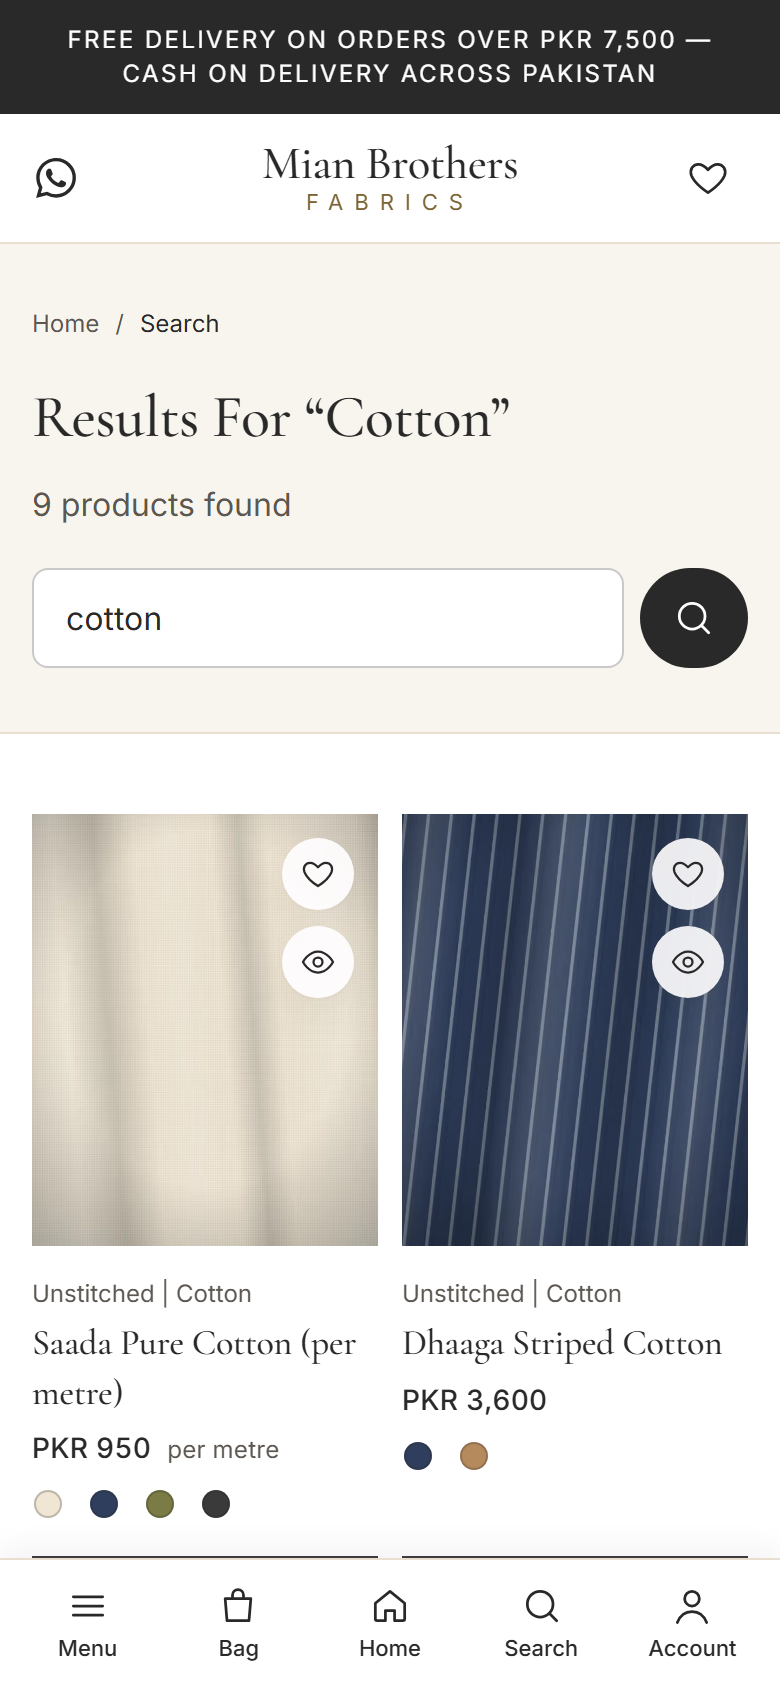 FREE DELIVERY ON ORDERS OVER PKR 7,500 —
CASH ON DELIVERY ACROSS PAKISTAN
Mian Brothers
FABRICS
Home / Search
Results For “Cotton”
9 products found
cotton
Unstitched | Cotton
Saada Pure Cotton (per
metre)
PKR 950 per metre
Unstitched | Cotton
Dhaaga Striped Cotton
PKR 3,600
Menu
Bag
Home
Search
Account